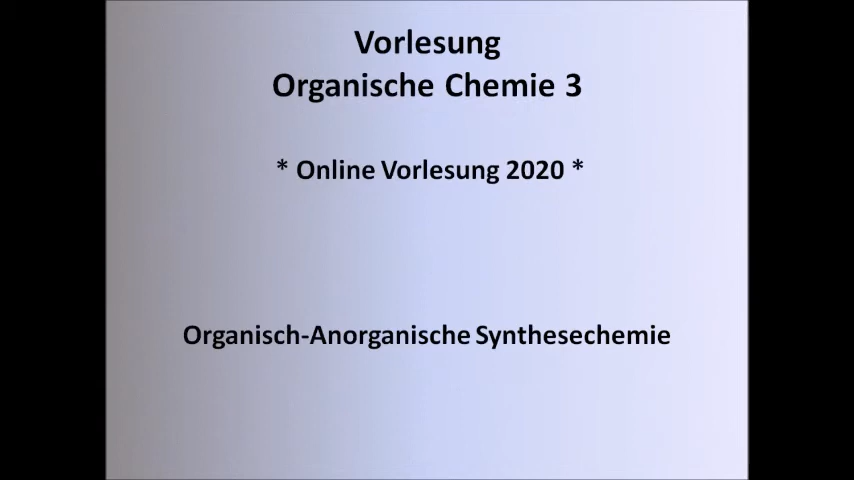 Vorlesung
Organische Chemie 3
* Online Vorlesung 2020 *
Organisch-Anorganische Synthesechemie